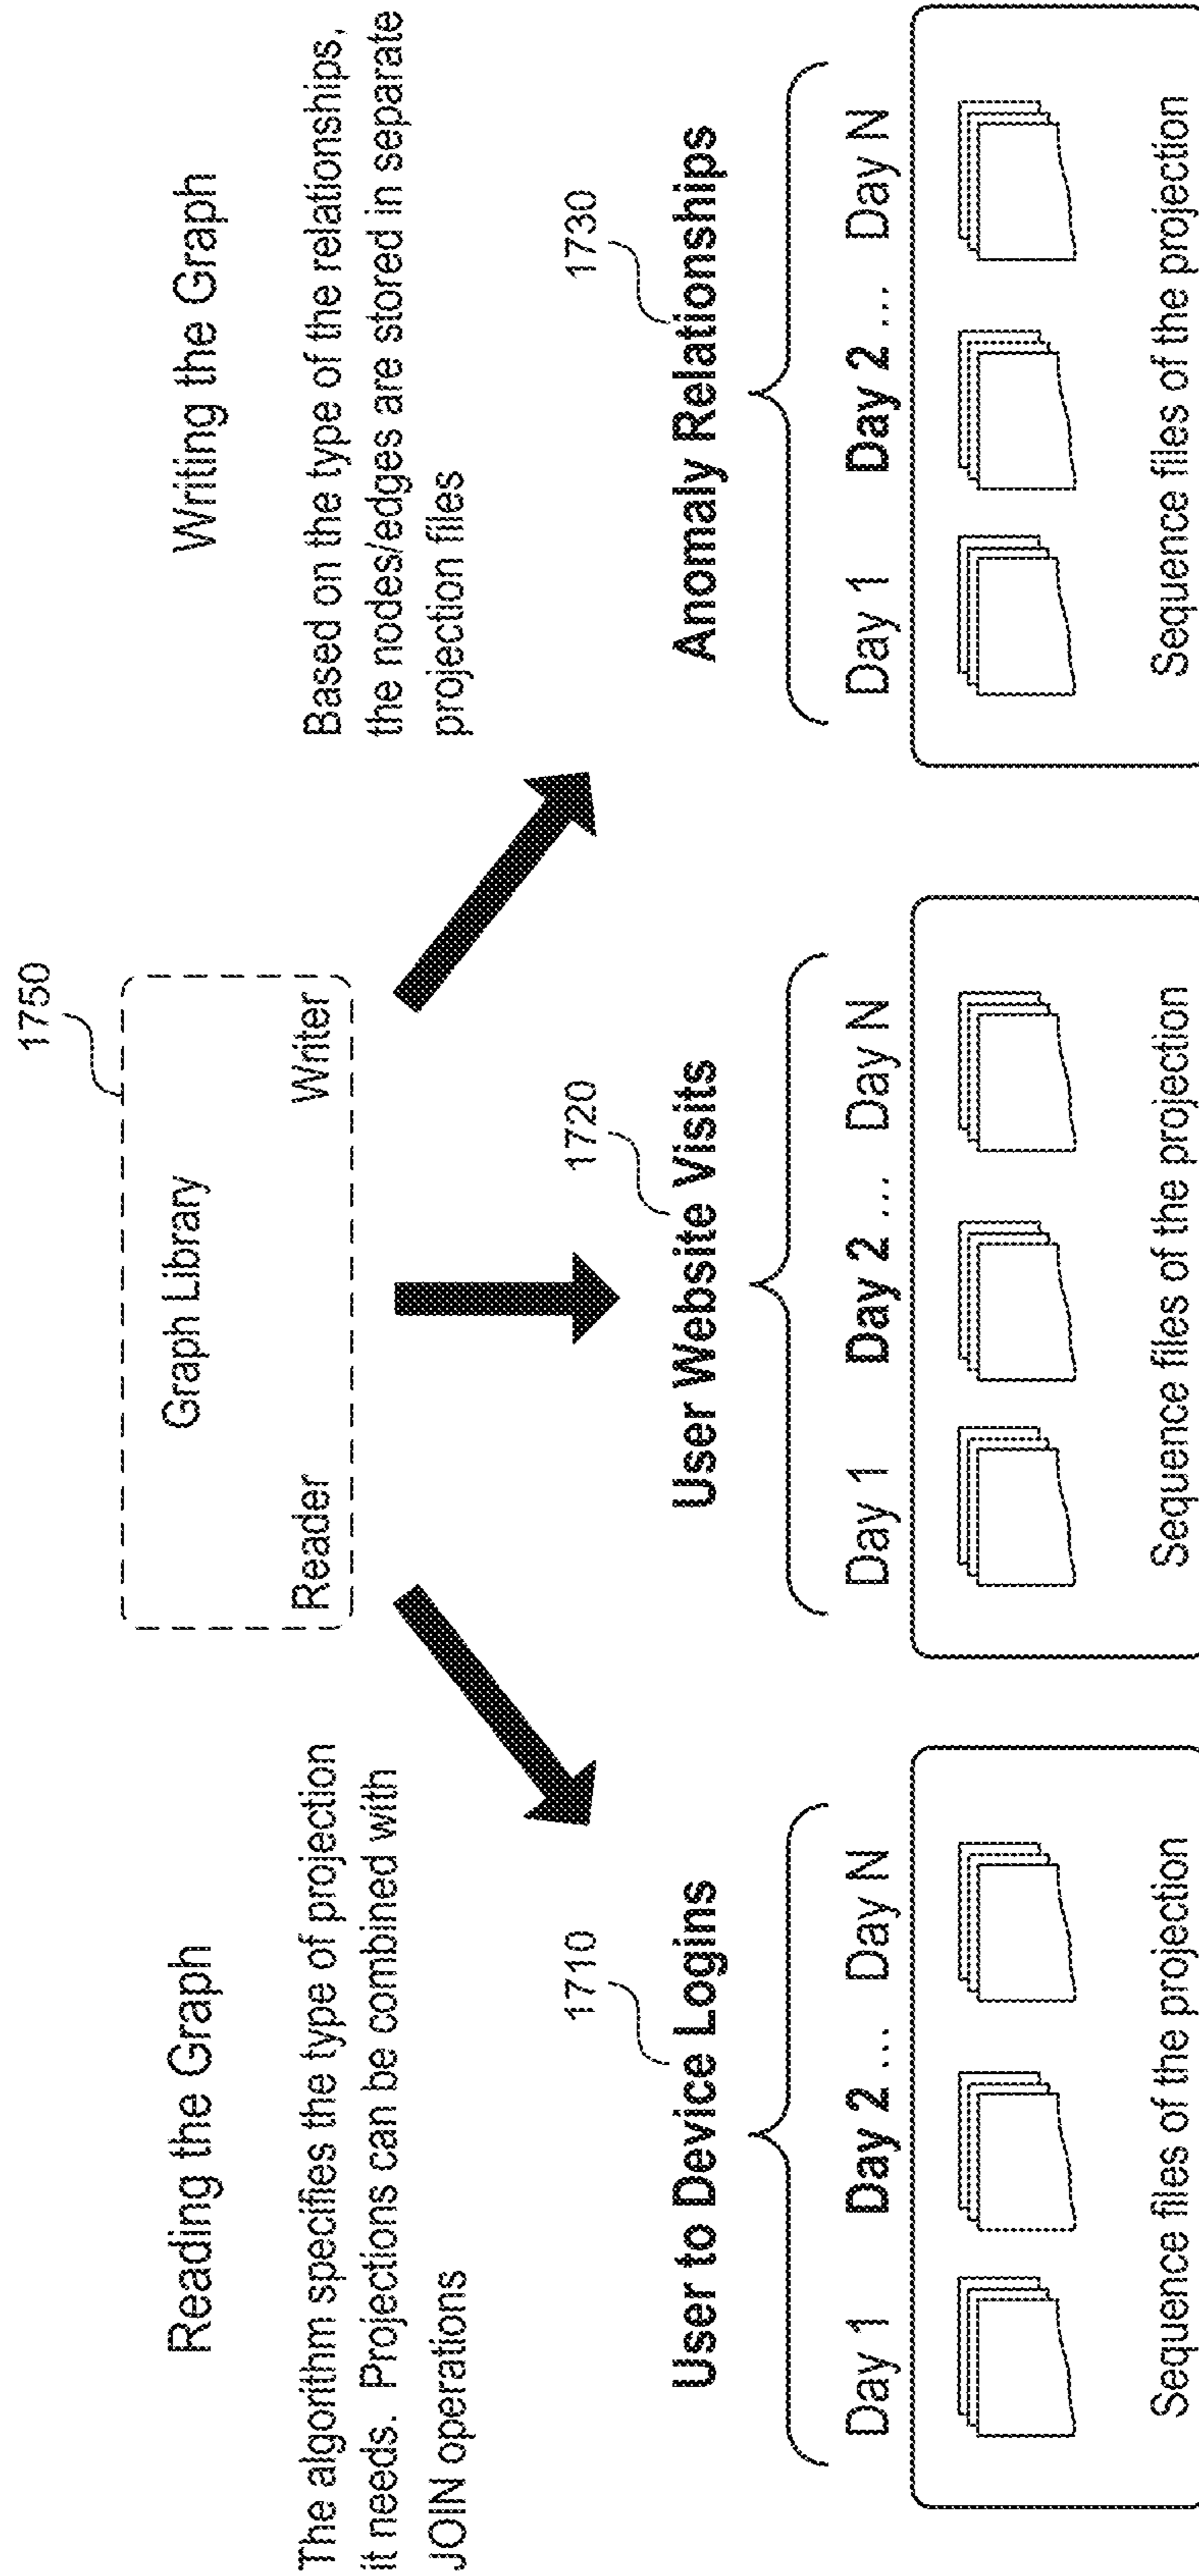 Reading the Graph
The algorithm specifies the type of projection
it needs. Projections can be combined with
JOIN operations
1750
Graph Library
Reader
Writer
Writing the Graph
Based on the type of the relationships,
the nodes/edges are stored in separate
projection files
1710
User to Device Logins
Day 1 Day 2 ... Day N
Sequence files of the projection
1720
User Website Visits
Day 1 Day 2 ... Day N
Sequence files of the projection
1730
Anomaly Relationships
Day 1 Day 2 ... Day N
Sequence files of the projection